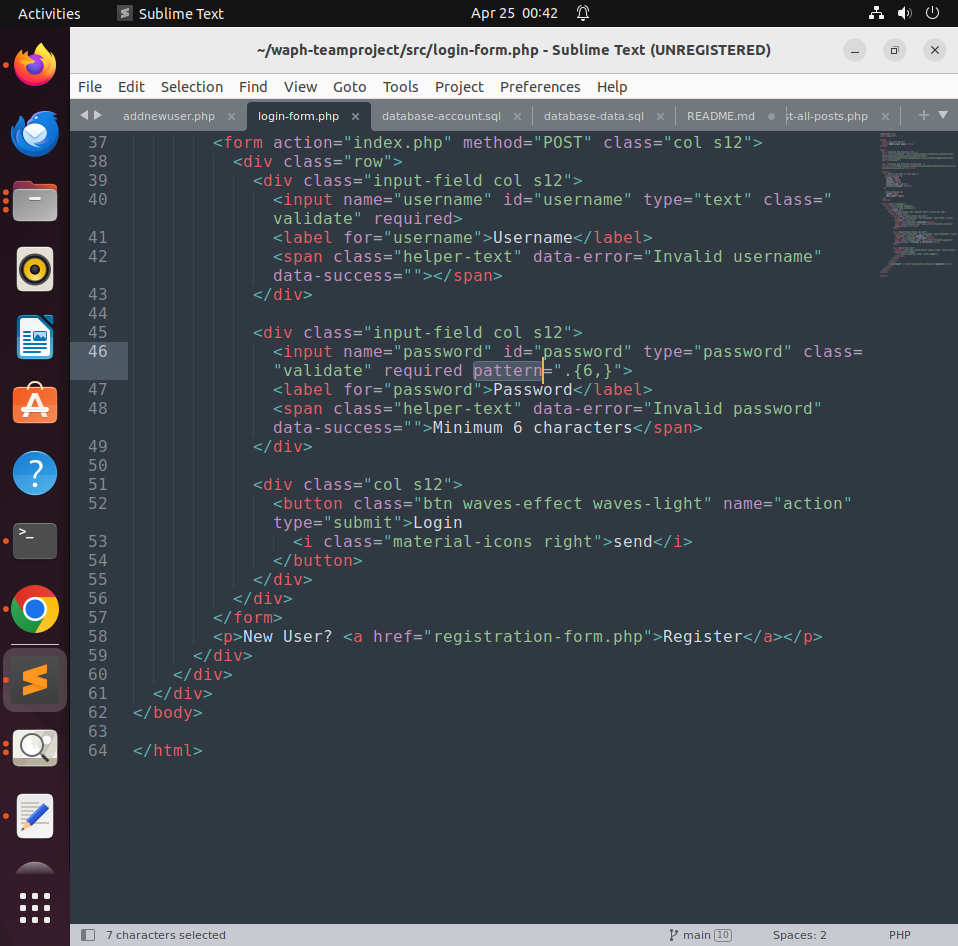 Activities
Sublime Text
Apr 25 00:42
~/waph-teamproject/src/login-form.php - Sublime Text (UNREGISTERED)
File Edit Selection Find View Goto Tools Project Preferences Help
addnewuser.php
login-form.php
database-account.sql
database-data.sql
README.md
st-all-posts.php
37 <form action="index.php" method="POST" class="col s12">
38 <div class="row">
39 <div class="input-field col s12">
40 <input name="username" id="username" type="text" class="
validate" required>
41 <label for="username">Username</label>
42 <span class="helper-text" data-error="Invalid username"
data-success=""></span>
43 </div>
44
45 <div class="input-field col s12">
46 <input name="password" id="password" type="password" class=
"validate" required pattern=".{6,}">
47 <label for="password">Password</label>
48 <span class="helper-text" data-error="Invalid password"
data-success="">Minimum 6 characters</span>
49 </div>
50
51 <div class="col s12">
52 <button class="btn waves-effect waves-light" name="action"
type="submit">Login
53 <i class="material-icons right">send</i>
54 </button>
55 </div>
56 </div>
57 </form>
58 <p>New User? <a href="registration-form.php">Register</a></p>
59 </div>
60 </div>
61 </div>
62 </body>
63
64 </html>
7 characters selected
main 10
Spaces: 2
PHP